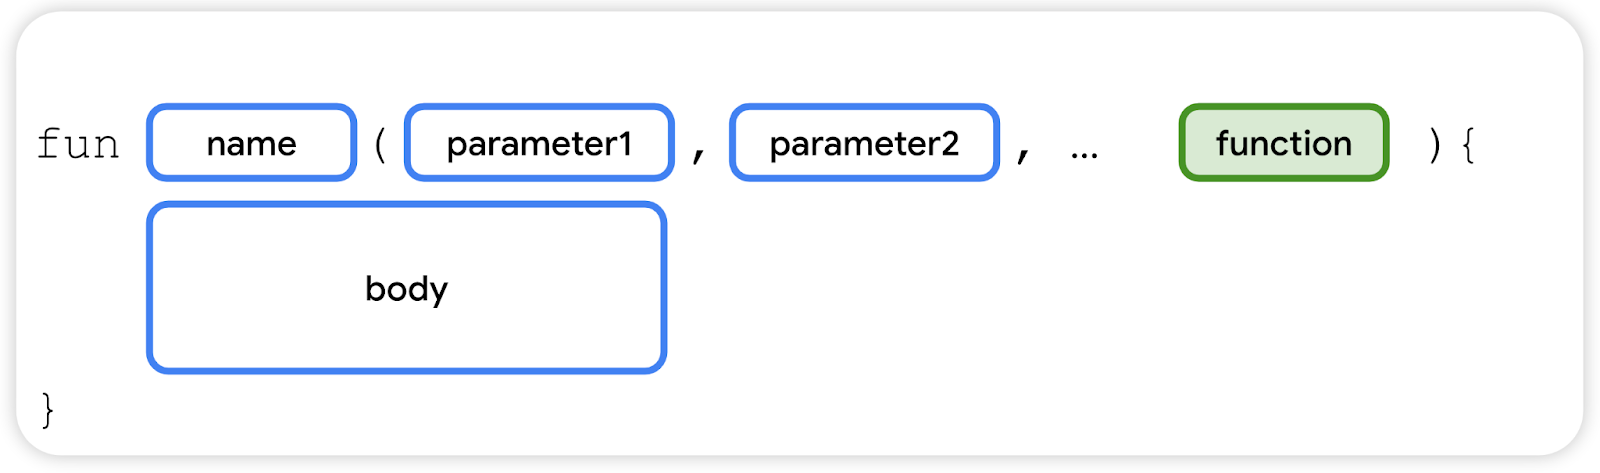 fun name ( parameter1 , parameter2 , ... function ) {
body
}